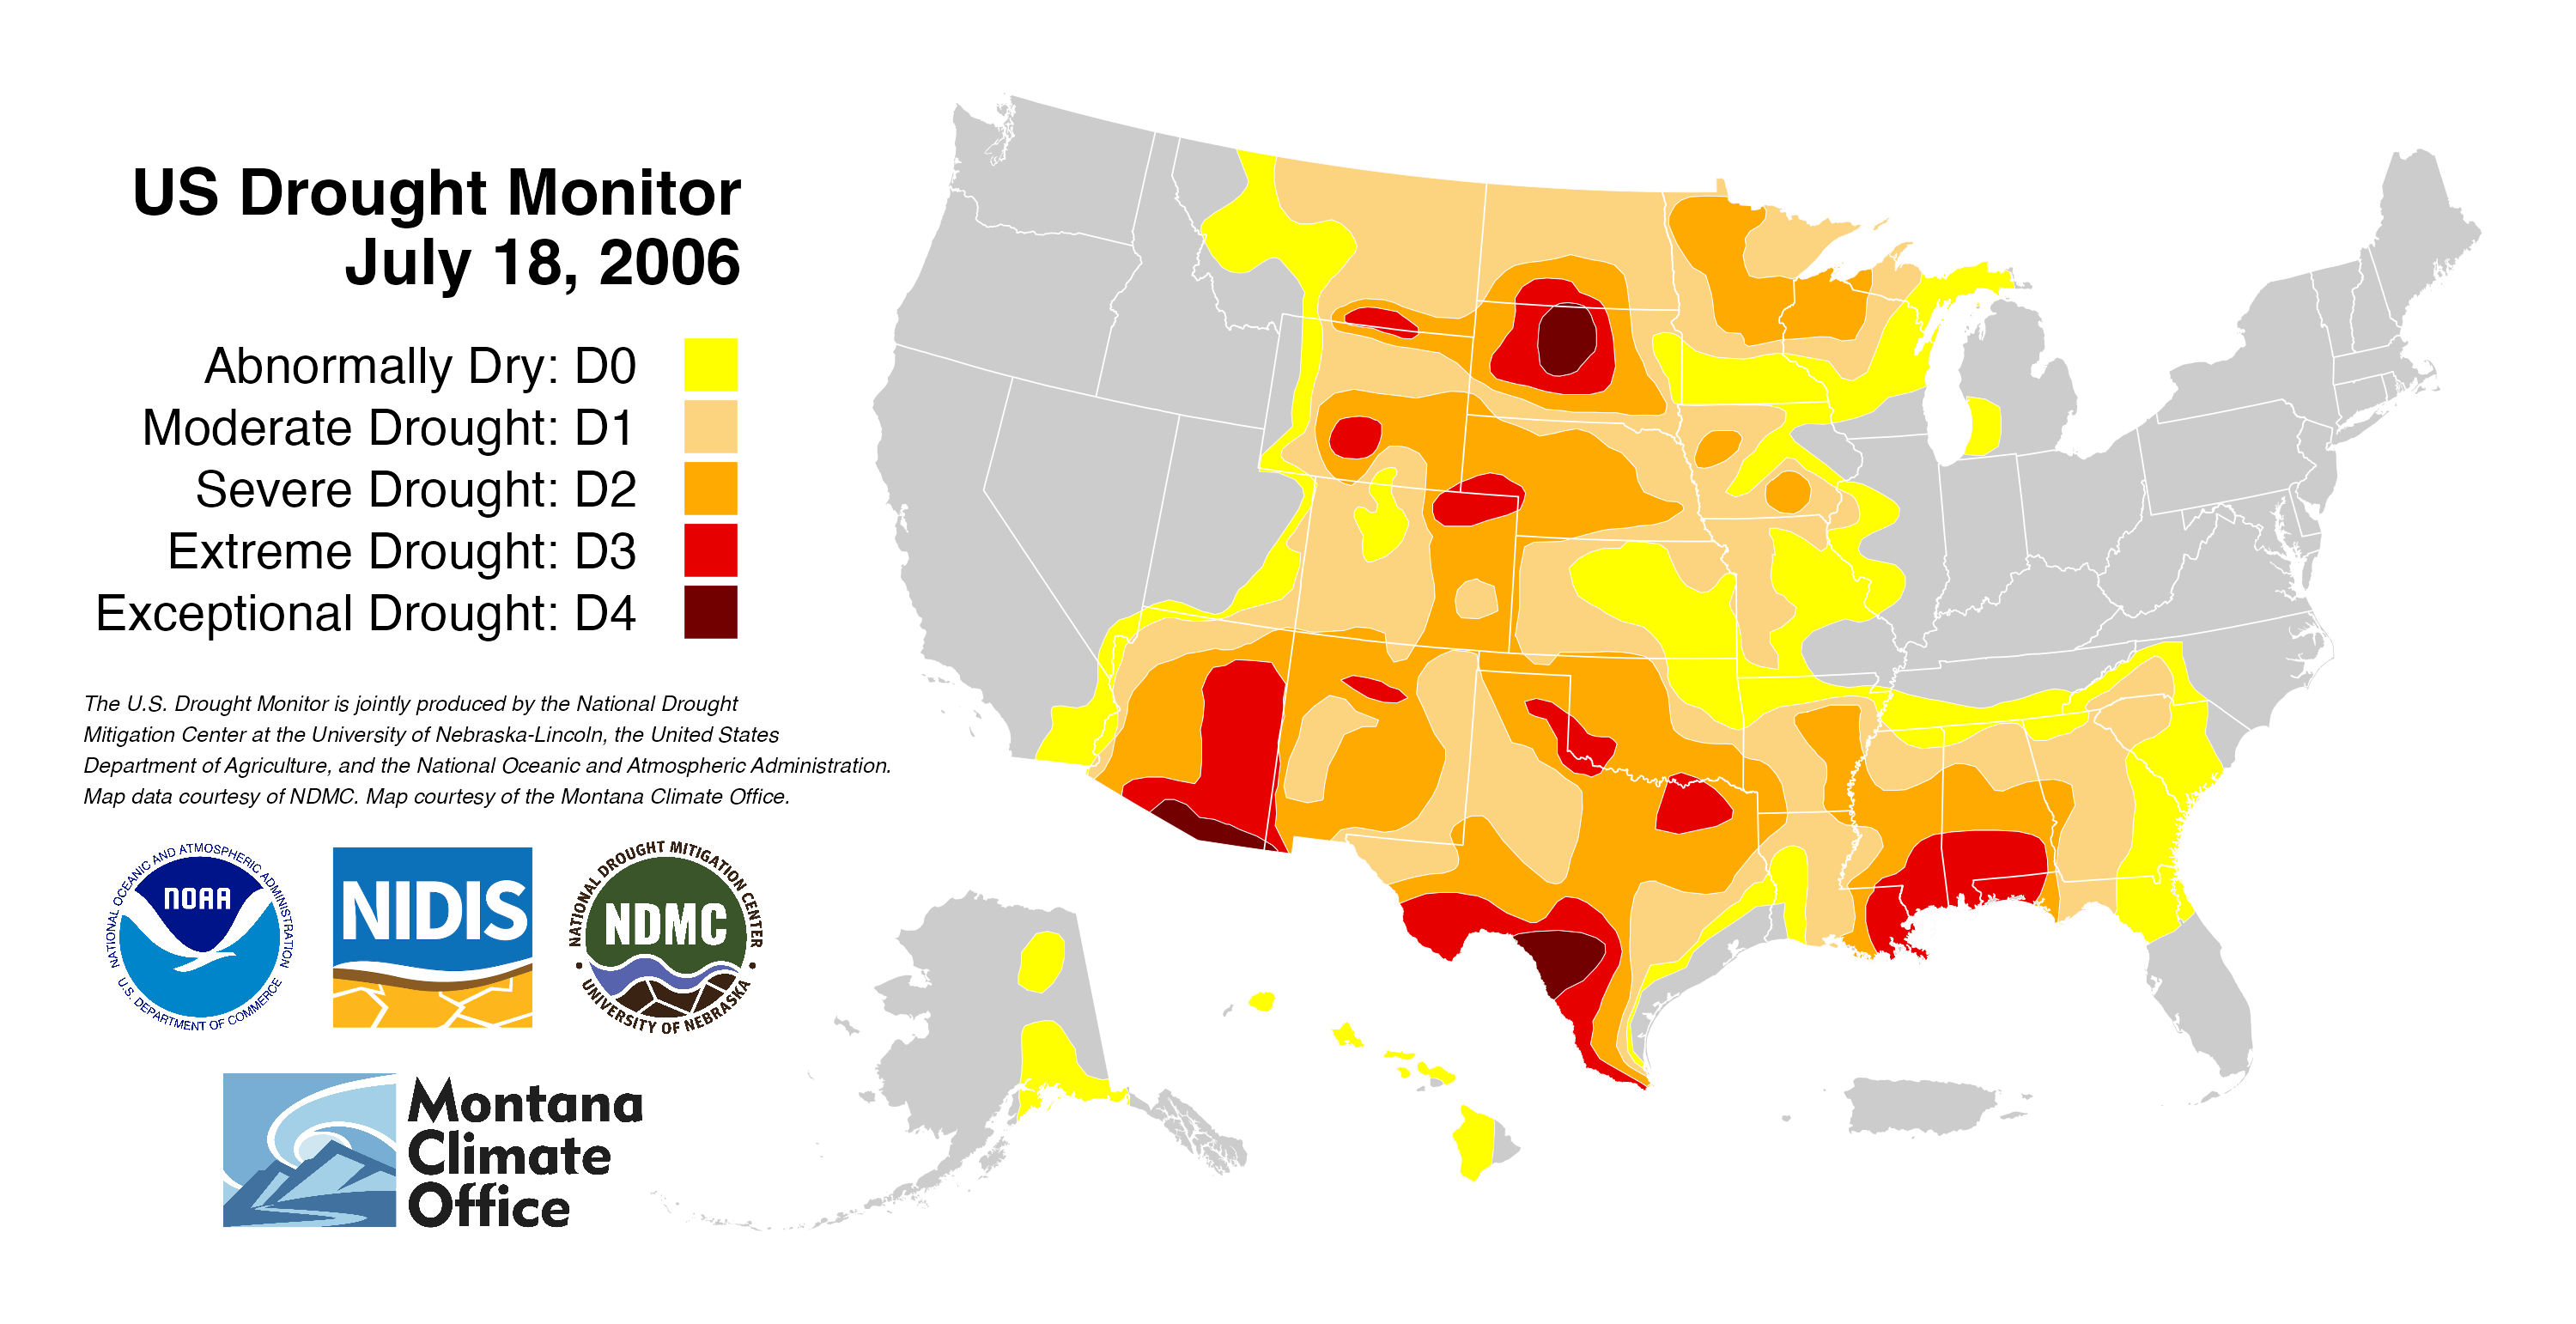 US Drought Monitor
July 18, 2006
Abnormally Dry: D0
Moderate Drought: D1
Severe Drought: D2
Extreme Drought: D3
Exceptional Drought: D4
The U.S. Drought Monitor is jointly produced by the National Drought
Mitigation Center at the University of Nebraska-Lincoln, the United States
Department of Agriculture, and the National Oceanic and Atmospheric Administration.
Map data courtesy of NDMC. Map courtesy of the Montana Climate Office.
NATIONAL OCEANIC AND ATMOSPHERIC ADMINISTRATION
NOAA
U.S. DEPARTMENT OF COMMERCE
NIDIS
NATIONAL DROUGHT MITIGATION CENTER
NDMC
UNIVERSITY OF NEBRASKA
Montana
Climate
Office